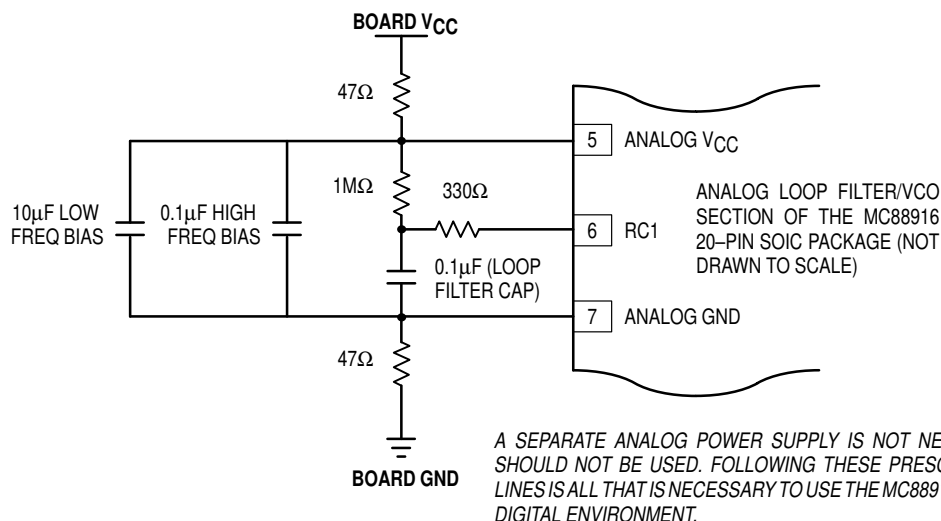 BOARD VCC
47Ω
5 ANALOG VCC
1MΩ
330Ω
10µF LOW
FREQ BIAS
0.1µF HIGH
FREQ BIAS
6 RC1
ANALOG LOOP FILTER/VCO
SECTION OF THE MC88916
20–PIN SOIC PACKAGE (NOT
DRAWN TO SCALE)
0.1µF (LOOP
FILTER CAP)
7 ANALOG GND
47Ω
BOARD GND
A SEPARATE ANALOG POWER SUPPLY IS NOT NE
SHOULD NOT BE USED. FOLLOWING THESE PRESC
LINES IS ALL THAT IS NECESSARY TO USE THE MC889
DIGITAL ENVIRONMENT.